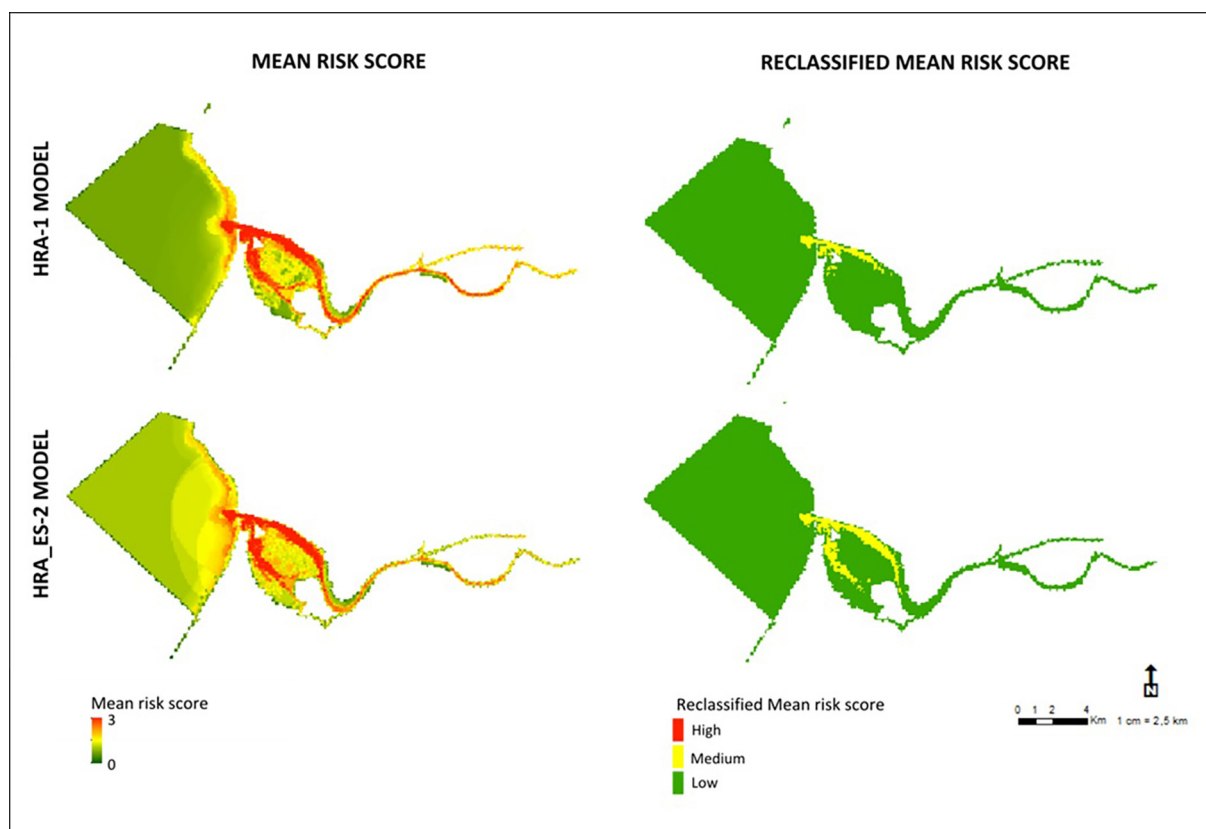 MEAN RISK SCORE
RECLASSIFIED MEAN RISK SCORE
HRA-1 MODEL
HRA_ES-2 MODEL
Mean risk score
3
0
Reclassified Mean risk score
High
Medium
Low
N
0 1 2 4
Km 1 cm = 2,5 km